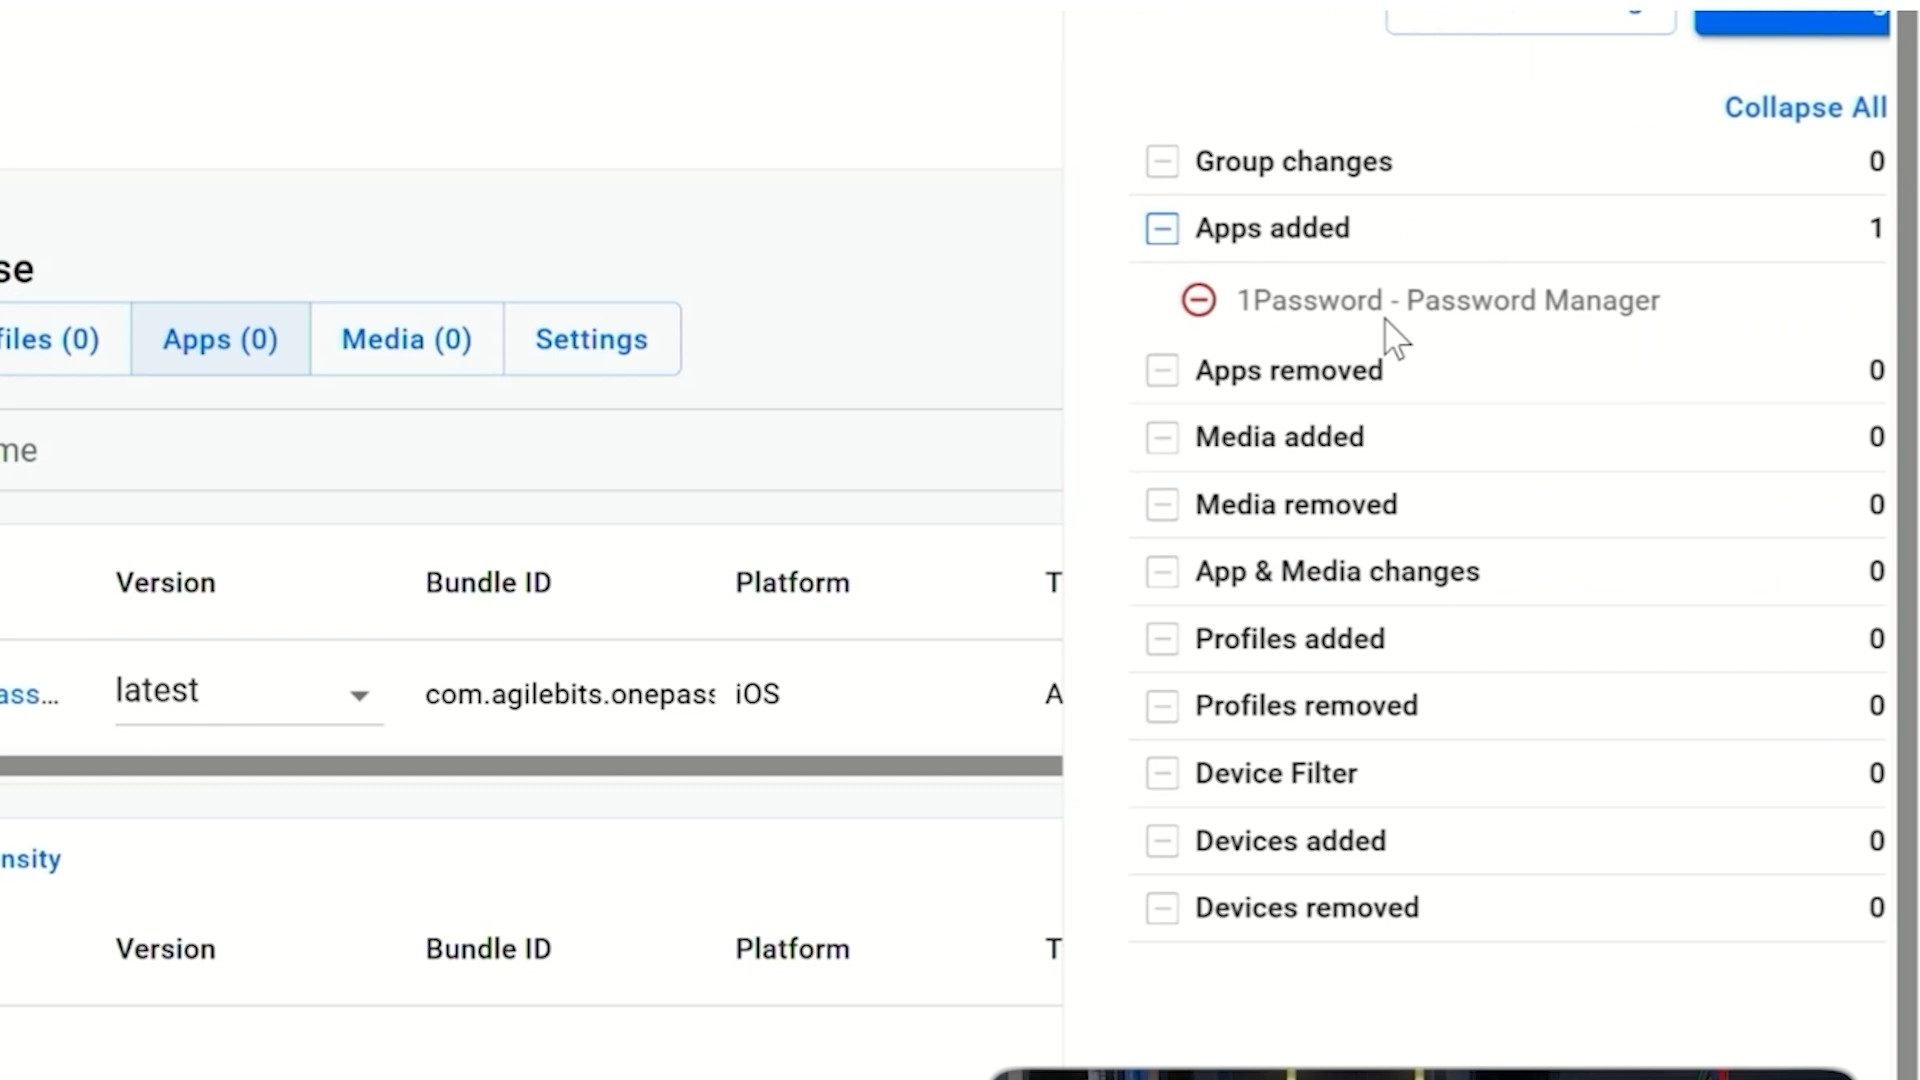 Collapse All
Group changes 0
Apps added 1
1Password - Password Manager
Apps removed 0
Media added 0
Media removed 0
App & Media changes 0
Profiles added 0
Profiles removed 0
Device Filter 0
Devices added 0
Devices removed 0
se
files (0) Apps (0) Media (0) Settings
me
Version Bundle ID Platform T
ass... latest com.agilebits.onepass iOS A
nsity
Version Bundle ID Platform T